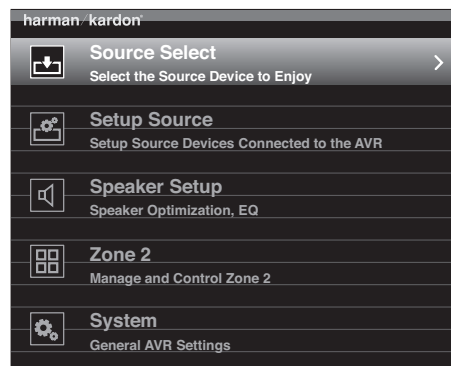 harman/kardon®
Source Select
Select the Source Device to Enjoy
Setup Source
Setup Source Devices Connected to the AVR
Speaker Setup
Speaker Optimization, EQ
Zone 2
Manage and Control Zone 2
System
General AVR Settings